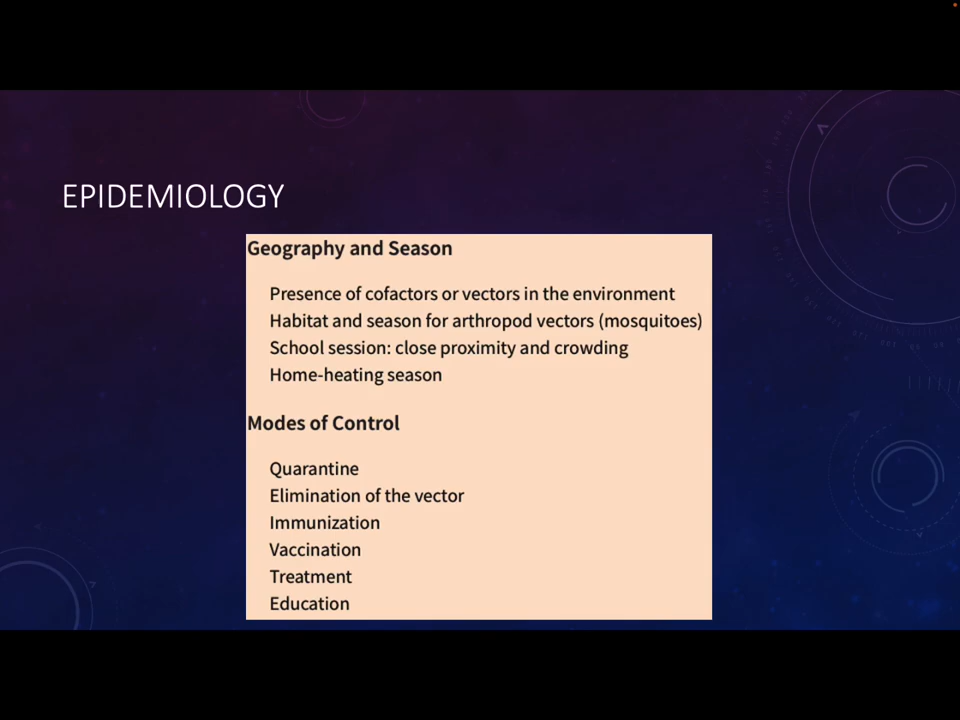 EPIDEMIOLOGY
Geography and Season
Presence of cofactors or vectors in the environment
Habitat and season for arthropod vectors (mosquitoes)
School session: close proximity and crowding
Home-heating season
Modes of Control
Quarantine
Elimination of the vector
Immunization
Vaccination
Treatment
Education